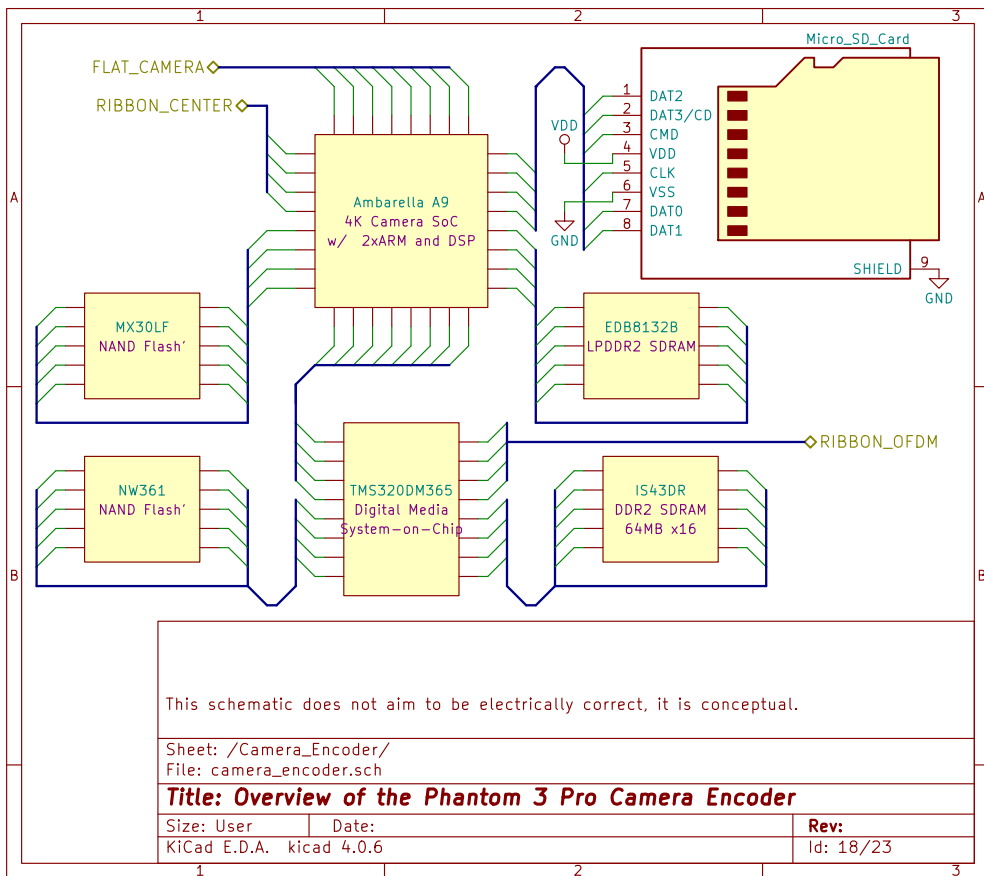 1
2
3
Micro_SD_Card
FLAT_CAMERA
RIBBON_CENTER
VDD
GND
1 DAT2
2 DAT3/CD
3 CMD
4 VDD
5 CLK
6 VSS
7 DAT0
8 DAT1
SHIELD 9
GND
A
A
Ambarella A9
4K Camera SoC
w/ 2xARM and DSP
MX30LF
NAND Flash'
EDB8132B
LPDDR2 SDRAM
RIBBON_OFDM
NW361
NAND Flash'
TMS320DM365
Digital Media
System-on-Chip
IS43DR
DDR2 SDRAM
64MB x16
B
B
This schematic does not aim to be electrically correct, it is conceptual.
Sheet: /Camera_Encoder/
File: camera_encoder.sch
Title: Overview of the Phantom 3 Pro Camera Encoder
Size: User Date: Rev:
KiCad E.D.A. kicad 4.0.6 Id: 18/23
1
2
3